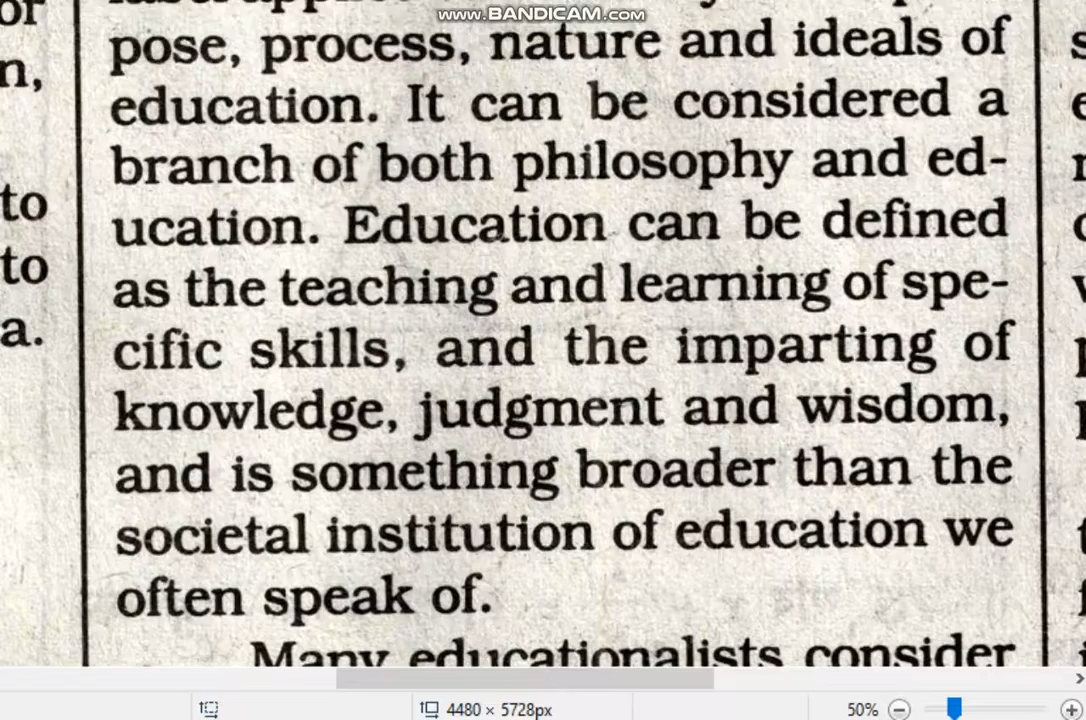 www.BANDICAM.com
or
pose, process, nature and ideals of
n,
education. It can be considered a
branch of both philosophy and ed-
to
ucation. Education can be defined
to
as the teaching and learning of spe-
a.
cific skills, and the imparting of
knowledge, judgment and wisdom,
and is something broader than the
societal institution of education we
often speak of.
Many educationalists consider
4480 × 5728px
50%